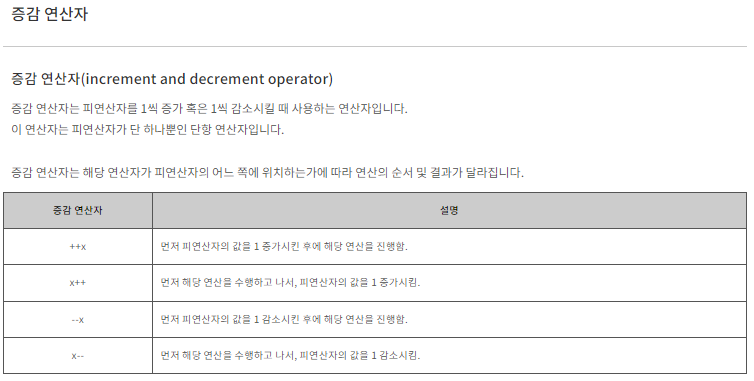 증감 연산자
증감 연산자(increment and decrement operator)
증감 연산자는 피연산자를 1씩 증가 혹은 1씩 감소시킬 때 사용하는 연산자입니다.
이 연산자는 피연산자가 단 하나뿐인 단항 연산자입니다.
증감 연산자는 해당 연산자가 피연산자의 어느 쪽에 위치하는가에 따라 연산의 순서 및 결과가 달라집니다.
증감 연산자 설명
++x 먼저 피연산자의 값을 1 증가시킨 후에 해당 연산을 진행함.
x++ 먼저 해당 연산을 수행하고 나서, 피연산자의 값을 1 증가시킴.
--x 먼저 피연산자의 값을 1 감소시킨 후에 해당 연산을 진행함.
x-- 먼저 해당 연산을 수행하고 나서, 피연산자의 값을 1 감소시킴.